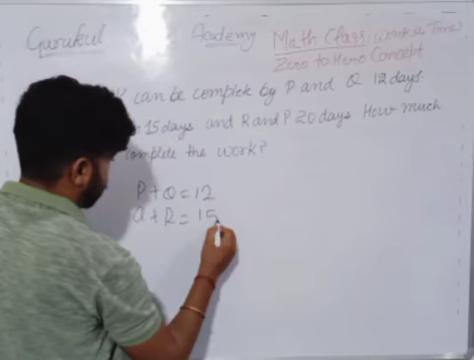 Gurukul Academy Math Class: work & Time
Zero to Hero Concept
K can be complek by P and Q 12 days.
15 days and R and P 20 days How much
complete the work?
P + Q = 12
Q + R = 15